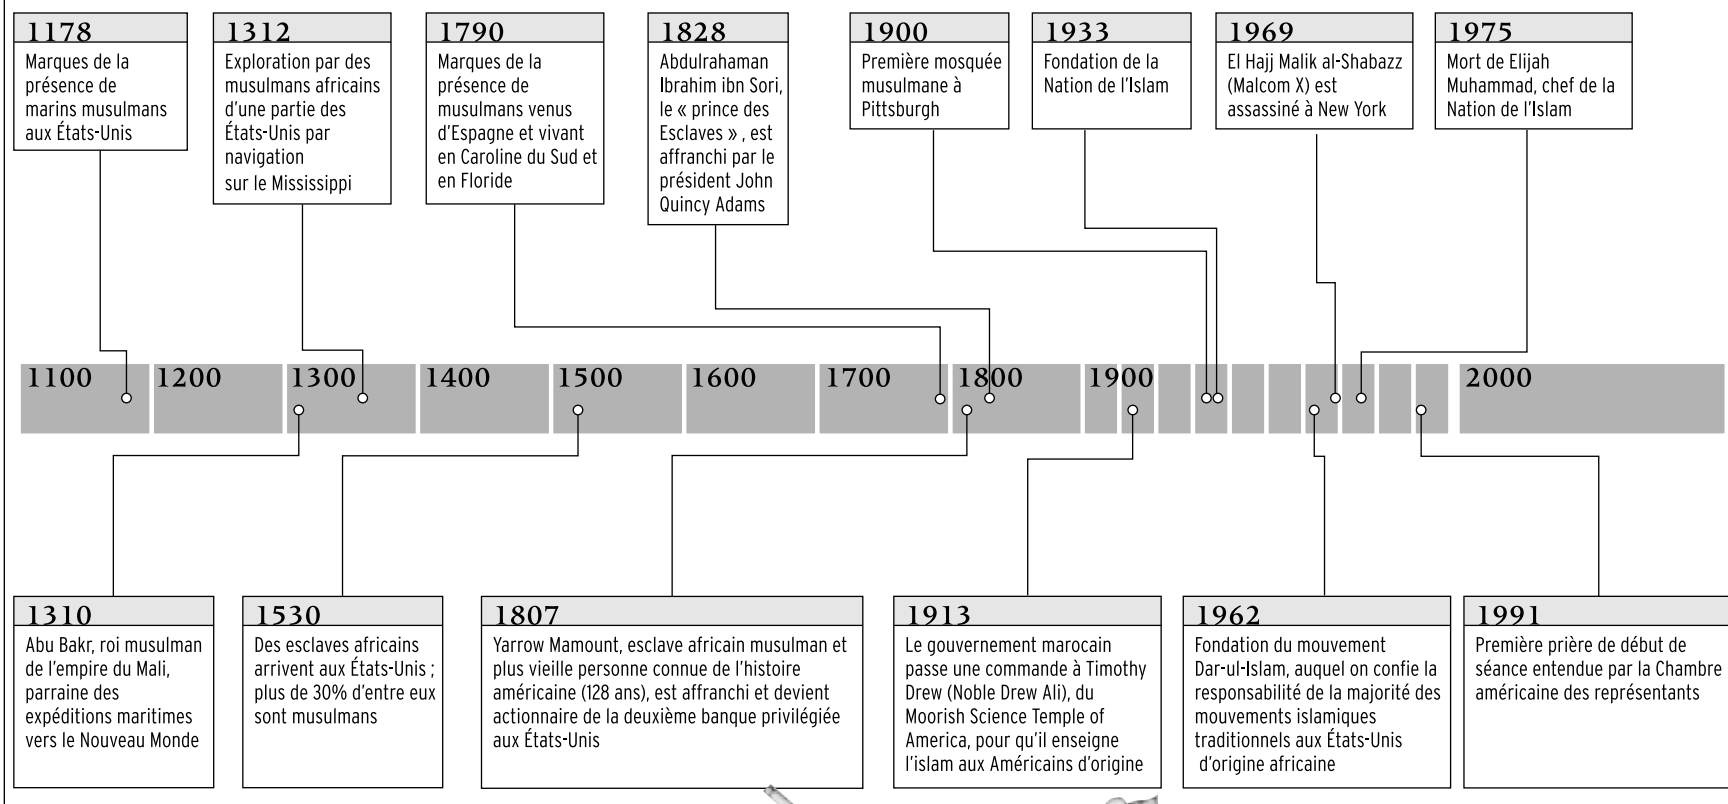 1178
Marques de la
présence de
marins musulmans
aux États-Unis
1312
Exploration par des
musulmans africains
d'une partie des
États-Unis par
navigation
sur le Mississippi
1790
Marques de la
présence de
musulmans venus
d'Espagne et vivant
en Caroline du Sud et
en Floride
1828
Abdulrahaman
Ibrahim ibn Sori,
le « prince des
Esclaves » , est
affranchi par le
président John
Quincy Adams
1900
Première mosquée
musulmane à
Pittsburgh
1933
Fondation de la
Nation de l'Islam
1969
El Hajj Malik al-Shabazz
(Malcom X) est
assassiné à New York
1975
Mort de Elijah
Muhammad, chef de la
Nation de l'Islam
1100 1200 1300 1400 1500 1600 1700 1800 1900 2000
1310
Abu Bakr, roi musulman
de l'empire du Mali,
parraine des
expéditions maritimes
vers le Nouveau Monde
1530
Des esclaves africains
arrivent aux États-Unis ;
plus de 30% d'entre eux
sont musulmans
1807
Yarrow Mamount, esclave africain musulman et
plus vieille personne connue de l'histoire
américaine (128 ans), est affranchi et devient
actionnaire de la deuxième banque privilégiée
aux États-Unis
1913
Le gouvernement marocain
passe une commande à Timothy
Drew (Noble Drew Ali), du
Moorish Science Temple of
America, pour qu'il enseigne
l'islam aux Américains d'origine
1962
Fondation du mouvement
Dar-ul-Islam, auquel on confie la
responsabilité de la majorité des
mouvements islamiques
traditionnels aux États-Unis
d'origine africaine
1991
Première prière de début de
séance entendue par la Chambre
américaine des représentants